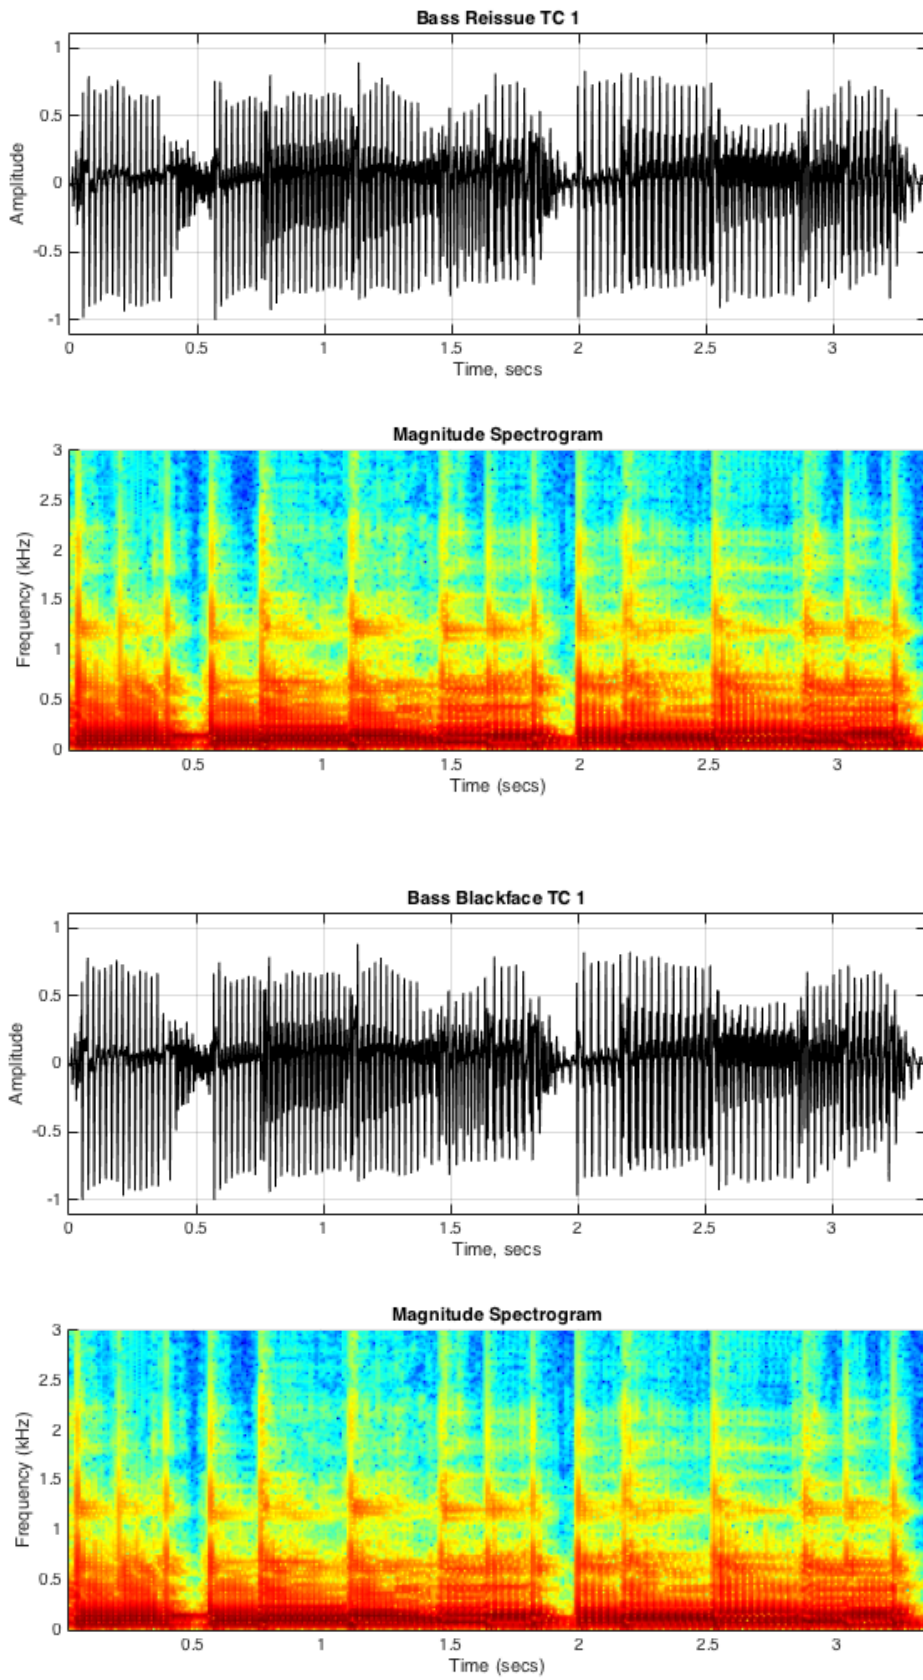 Bass Reissue TC 1
1
0.5
0
-0.5
-1
Amplitude
0 0.5 1 1.5 2 2.5 3
Time, secs
Magnitude Spectrogram
3
2.5
2
1.5
1
0.5
0
Frequency (kHz)
0.5 1 1.5 2 2.5 3
Time (secs)
Bass Blackface TC 1
1
0.5
0
-0.5
-1
Amplitude
0 0.5 1 1.5 2 2.5 3
Time, secs
Magnitude Spectrogram
3
2.5
2
1.5
1
0.5
0
Frequency (kHz)
0.5 1 1.5 2 2.5 3
Time (secs)